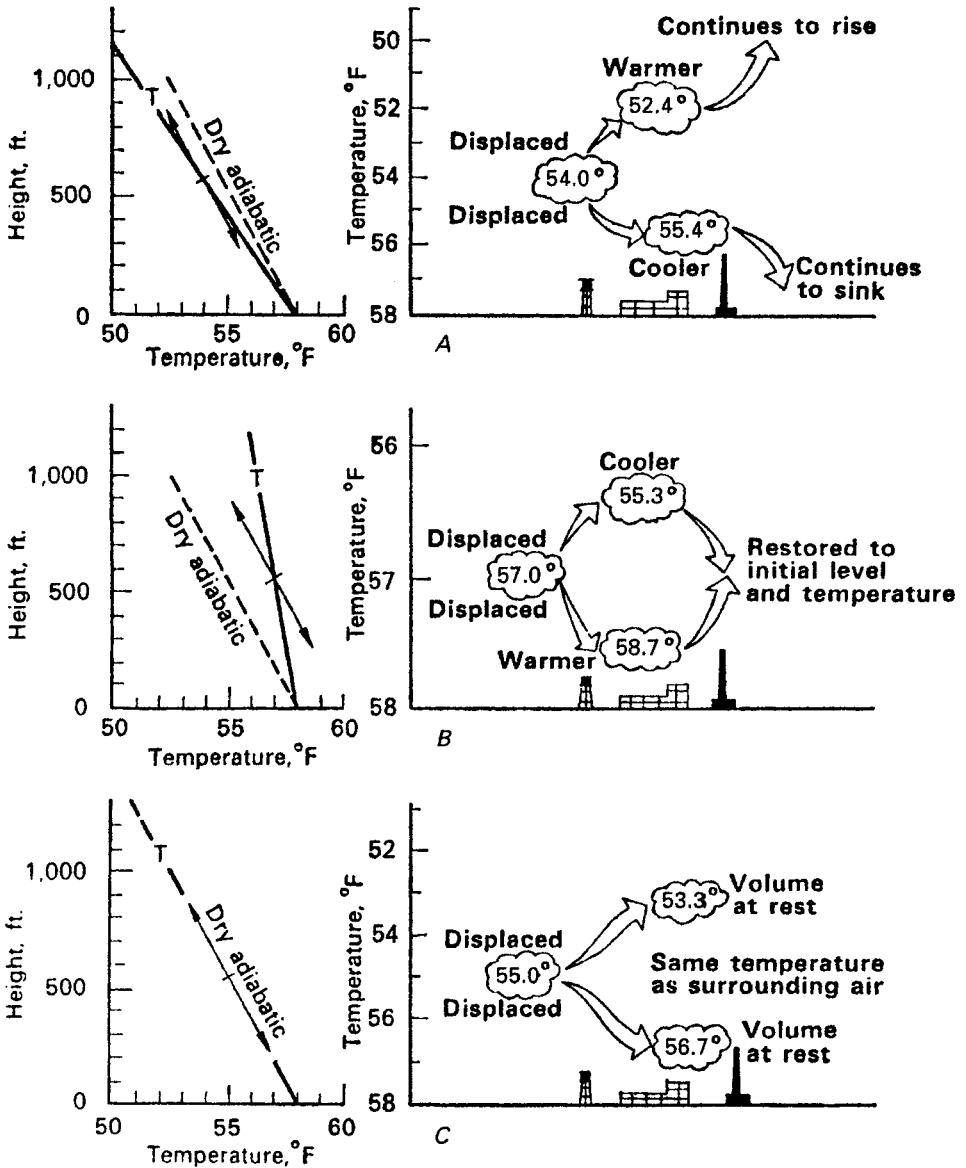 Height, ft.
1,000
500
0
T
Dry adiabatic
50
55
60
Temperature, °F
Temperature, °F
50
52
54
56
58
Continues to rise
Warmer
52.4°
Displaced
54.0°
Displaced
55.4°
Cooler
Continues
to sink
A
Height, ft.
1,000
500
0
T
Dry adiabatic
50
55
60
Temperature, °F
Temperature, °F
56
57
58
Cooler
55.3°
Displaced
57.0°
Displaced
Restored to
initial level
and temperature
Warmer
58.7°
B
Height, ft.
1,000
500
0
T
Dry adiabatic
50
55
60
Temperature, °F
Temperature, °F
52
54
56
58
53.3°
Volume
at rest
Displaced
55.0°
Displaced
Same temperature
as surrounding air
56.7°
Volume
at rest
C